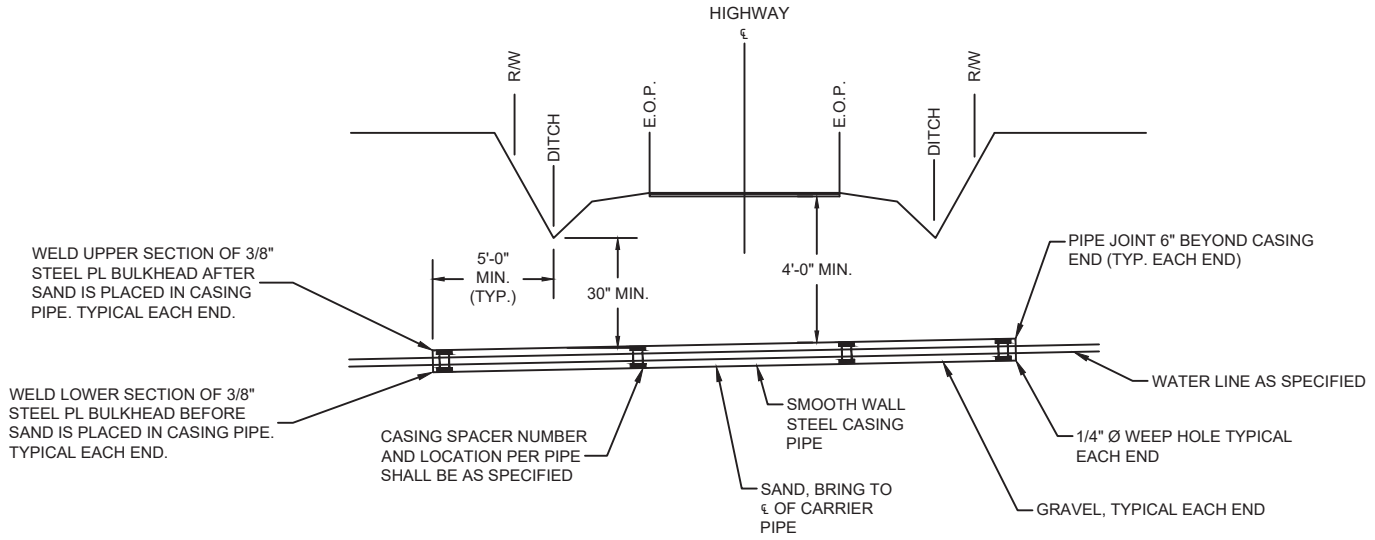 HIGHWAY
℄
R/W
DITCH
E.O.P.
E.O.P.
DITCH
R/W
WELD UPPER SECTION OF 3/8"
STEEL PL BULKHEAD AFTER
SAND IS PLACED IN CASING
PIPE. TYPICAL EACH END.
5'-0"
MIN.
(TYP.)
30" MIN.
4'-0" MIN.
PIPE JOINT 6" BEYOND CASING
END (TYP. EACH END)
WELD LOWER SECTION OF 3/8"
STEEL PL BULKHEAD BEFORE
SAND IS PLACED IN CASING PIPE.
TYPICAL EACH END.
CASING SPACER NUMBER
AND LOCATION PER PIPE
SHALL BE AS SPECIFIED
SMOOTH WALL
STEEL CASING
PIPE
SAND, BRING TO
℄ OF CARRIER
PIPE
WATER LINE AS SPECIFIED
1/4" Ø WEEP HOLE TYPICAL
EACH END
GRAVEL, TYPICAL EACH END